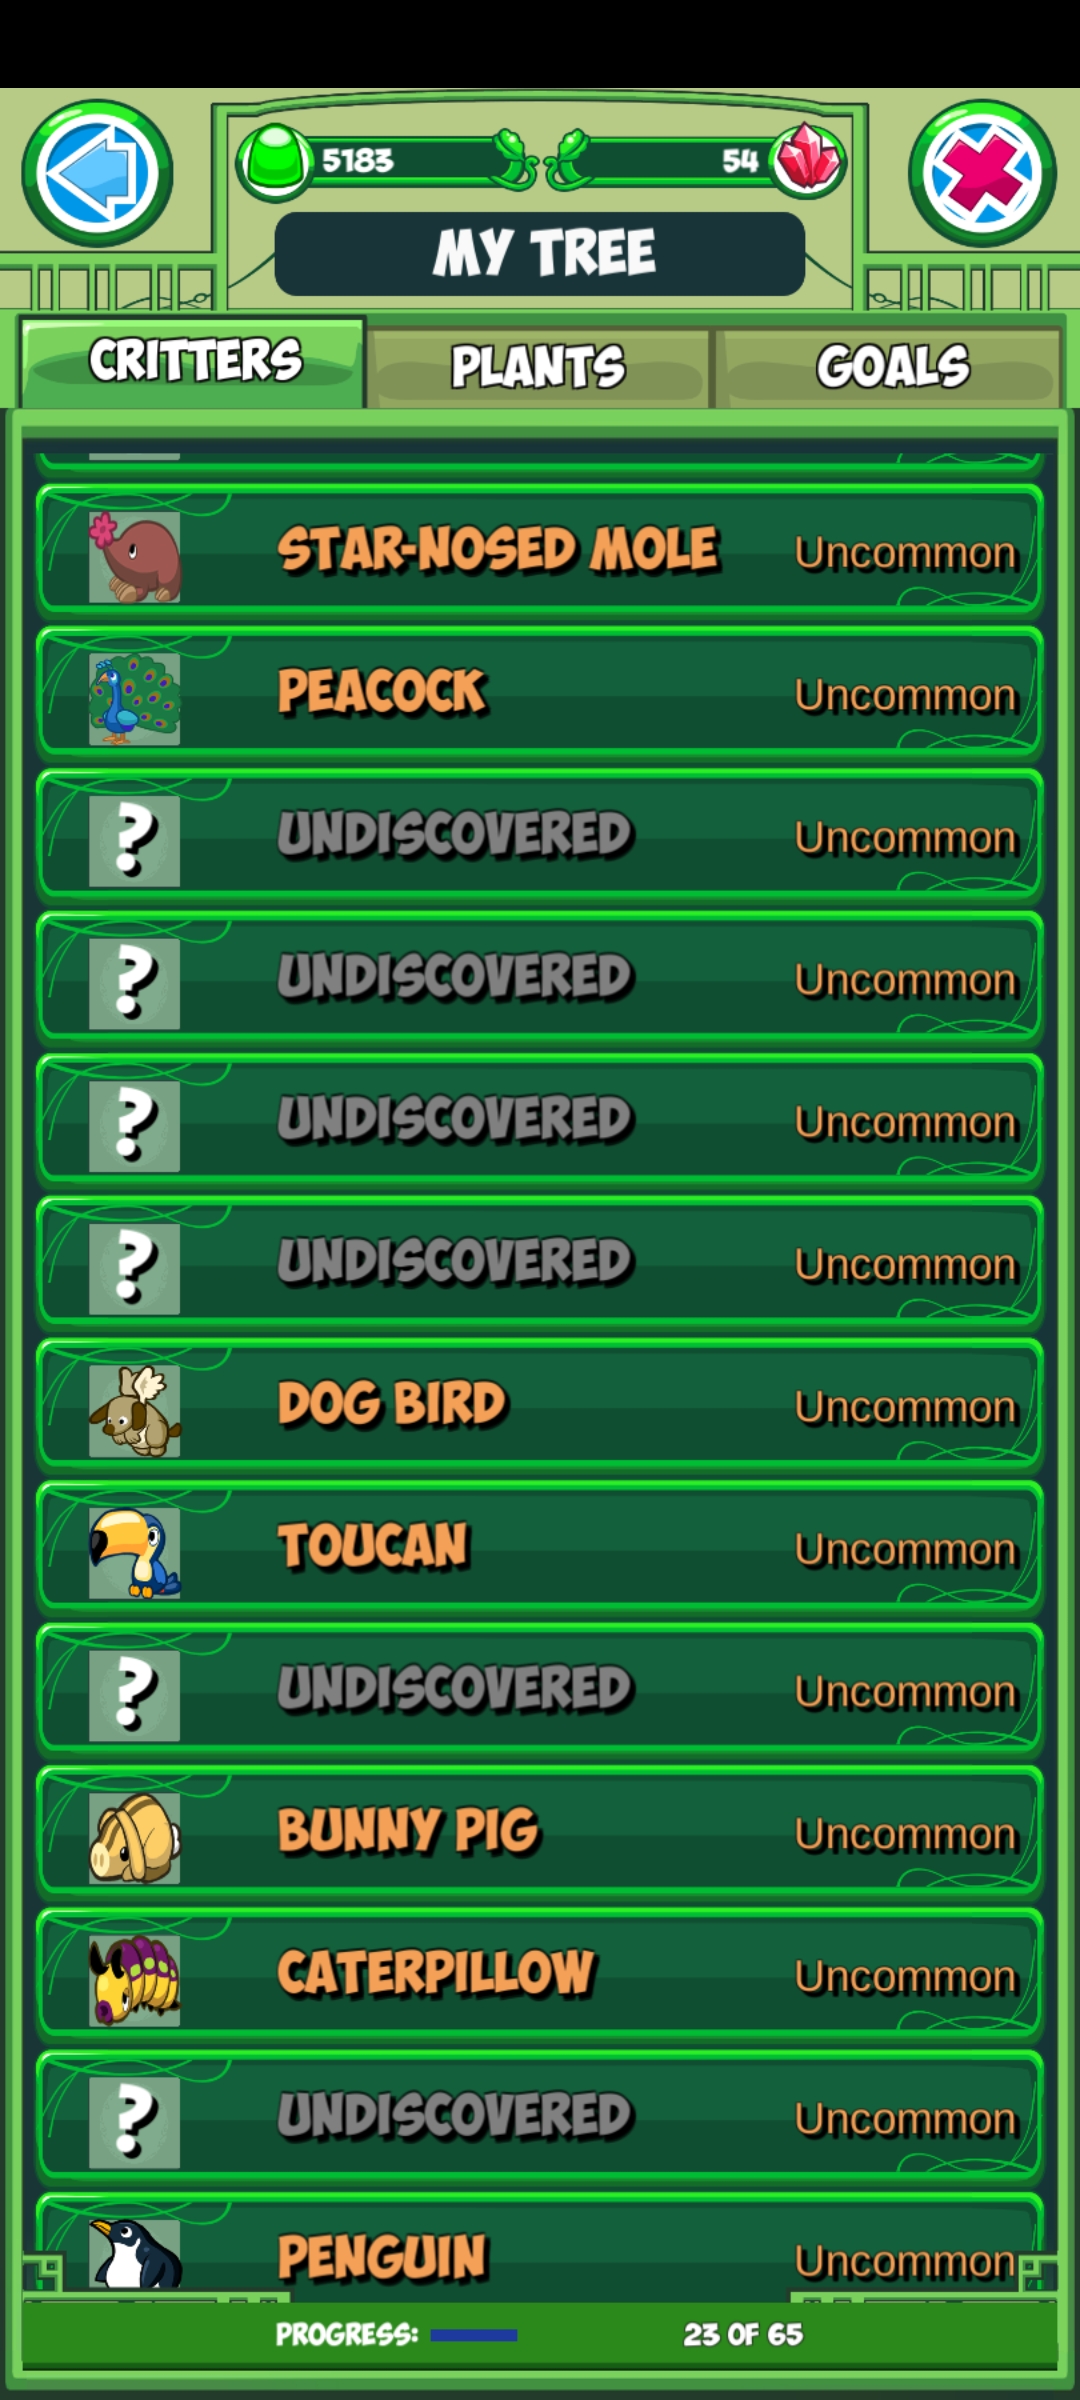 5183
54
MY TREE
CRITTERS
PLANTS
GOALS
STAR-NOSED MOLE Uncommon
PEACOCK Uncommon
? UNDISCOVERED Uncommon
? UNDISCOVERED Uncommon
? UNDISCOVERED Uncommon
? UNDISCOVERED Uncommon
DOG BIRD Uncommon
TOUCAN Uncommon
? UNDISCOVERED Uncommon
BUNNY PIG Uncommon
CATERPILLOW Uncommon
? UNDISCOVERED Uncommon
PENGUIN Uncommon
PROGRESS: 23 OF 65